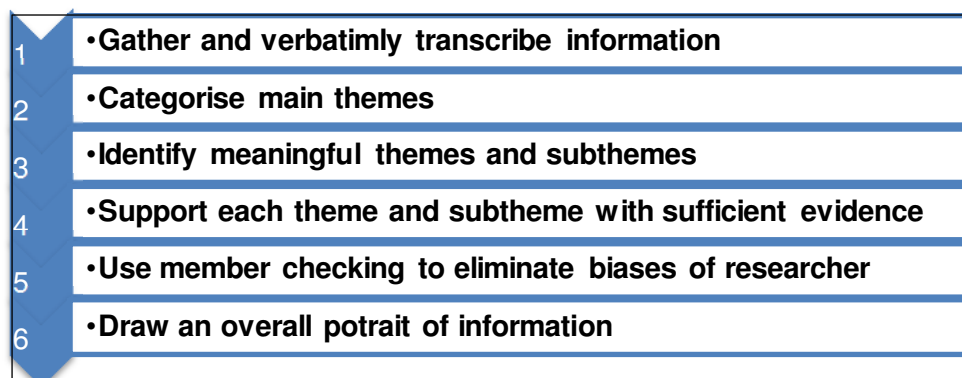 1 •Gather and verbatimly transcribe information
2 •Categorise main themes
3 •Identify meaningful themes and subthemes
4 •Support each theme and subtheme with sufficient evidence
5 •Use member checking to eliminate biases of researcher
6 •Draw an overall potrait of information